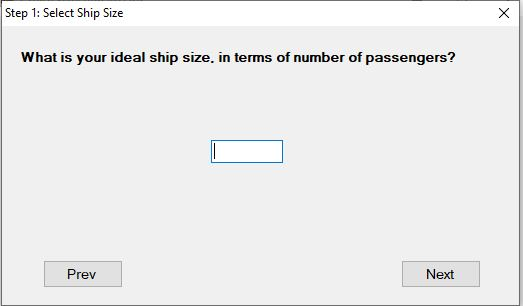 Step 1: Select Ship Size
What is your ideal ship size, in terms of number of passengers?
Prev
Next